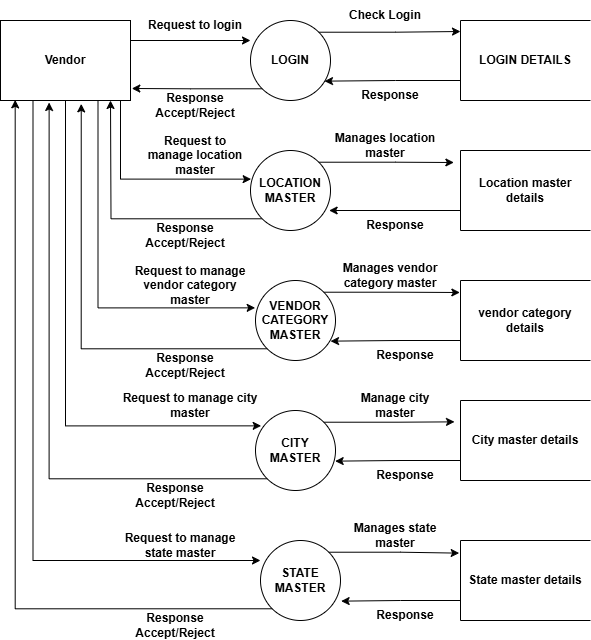 Check Login
Request to login
Vendor
LOGIN
LOGIN DETAILS
Response
Accept/Reject
Response
Request to
manage location
master
Manages location
master
LOCATION
MASTER
Location master
details
Response
Accept/Reject
Response
Request to manage
vendor category
master
Manages vendor
category master
VENDOR
CATEGORY
MASTER
vendor category
details
Response
Accept/Reject
Response
Request to manage city
master
Manage city
master
CITY
MASTER
City master details
Response
Accept/Reject
Response
Request to manage
state master
Manages state
master
STATE
MASTER
State master details
Response
Accept/Reject
Response